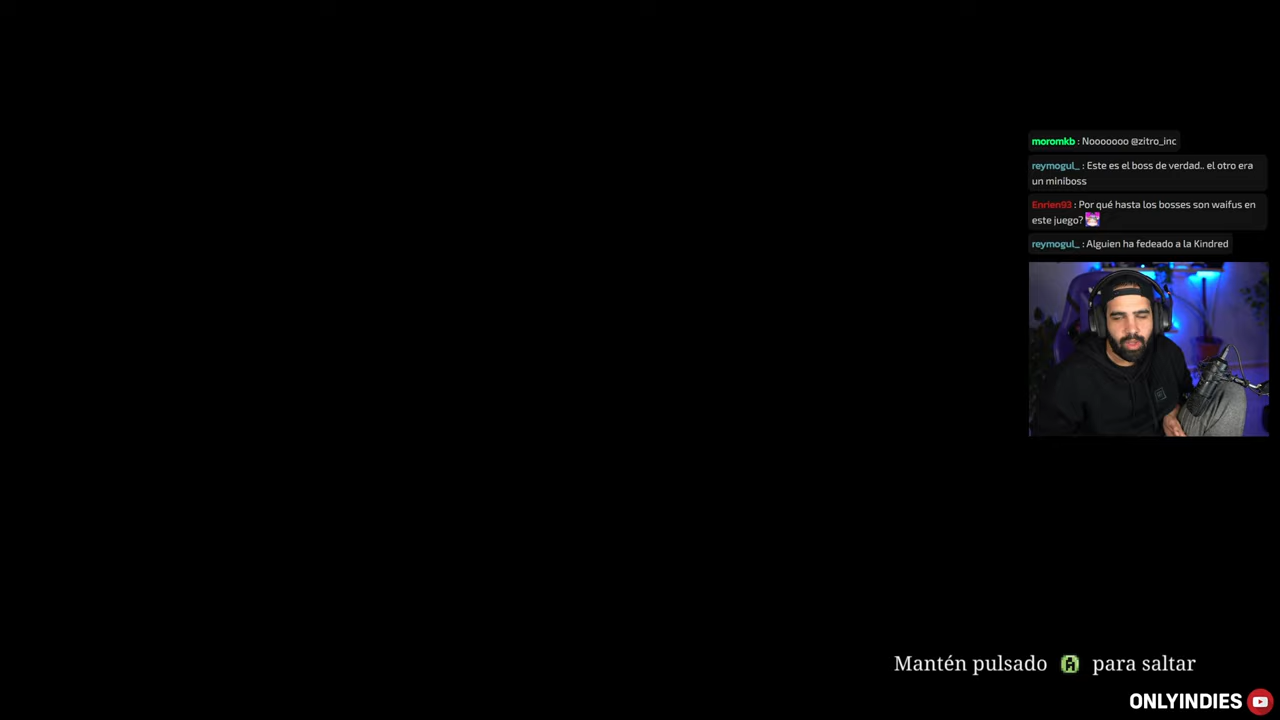 moromkb : Nooooooo @zitro_inc
reymogul_ : Este es el boss de verdad.. el otro era
un miniboss
Enrien93 : Por qué hasta los bosses son waifus en
este juego?
reymogul_ : Alguien ha fedeado a la Kindred
Mantén pulsado A para saltar
ONLYINDIES